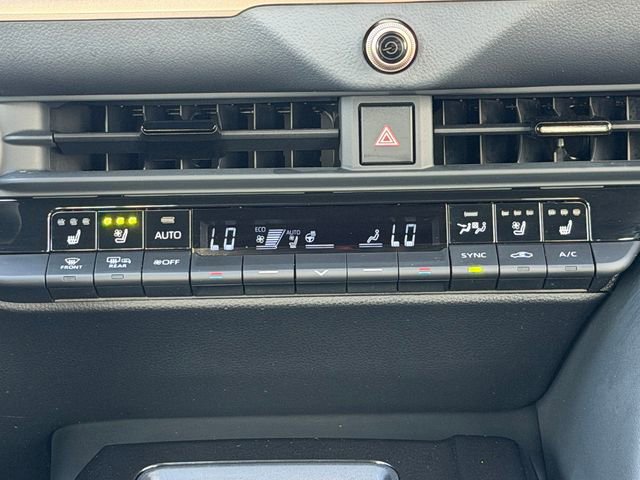 AUTO
LO
ECO
AUTO
LO
FRONT
REAR
OFF
SYNC
A/C